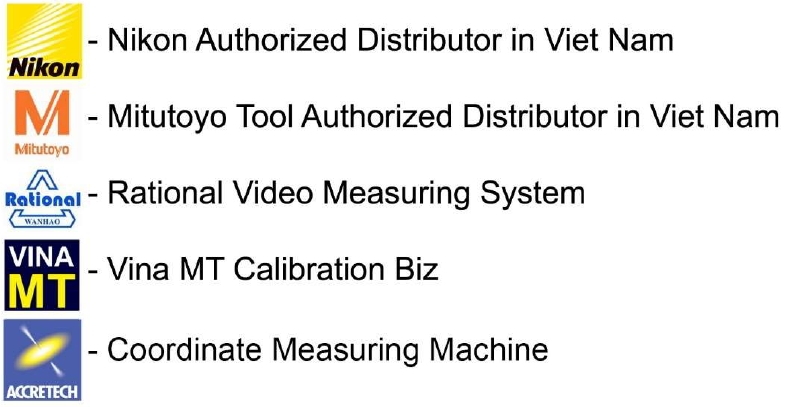 Nikon - Nikon Authorized Distributor in Viet Nam
M
Mitutoyo - Mitutoyo Tool Authorized Distributor in Viet Nam
Rational - Rational Video Measuring System
WANHAO
VINA
MT - Vina MT Calibration Biz
ACCRETECH - Coordinate Measuring Machine